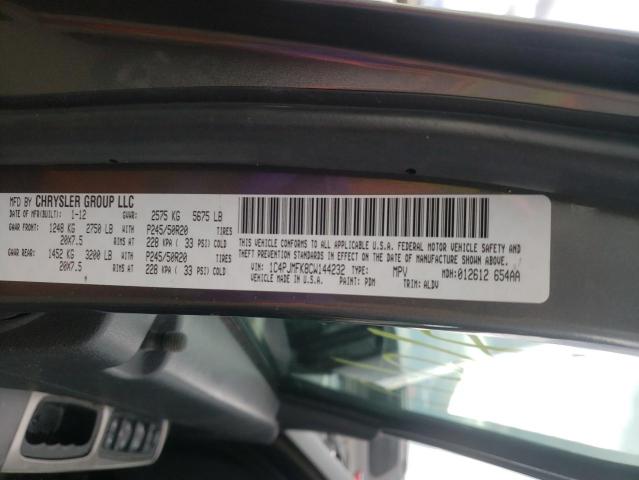 MFD BY CHRYSLER GROUP LLC
DATE OF MFR(BUILT): 1-12 GVWR: 2575 KG 5675 LB
GWAR FRONT: 1248 KG 2750 LB WITH P245/50R20 TIRES
20X7.5 RIMS AT 228 KPA ( 33 PSI) COLD
GWAR REAR: 1452 KG 3200 LB WITH P245/50R20 TIRES
20X7.5 RIMS AT 228 KPA ( 33 PSI) COLD
THIS VEHICLE CONFORMS TO ALL APPLICABLE U.S.A. FEDERAL MOTOR VEHICLE SAFETY AND
THEFT PREVENTION STANDARDS IN EFFECT ON THE DATE OF MANUFACTURE SHOWN ABOVE.
VIN: 1C4PJMFK8CW144232 TYPE: MPV MDH:012612 654AA
VEHICLE MADE IN U.S.A. PAINT: PDM TRIM: ALDV